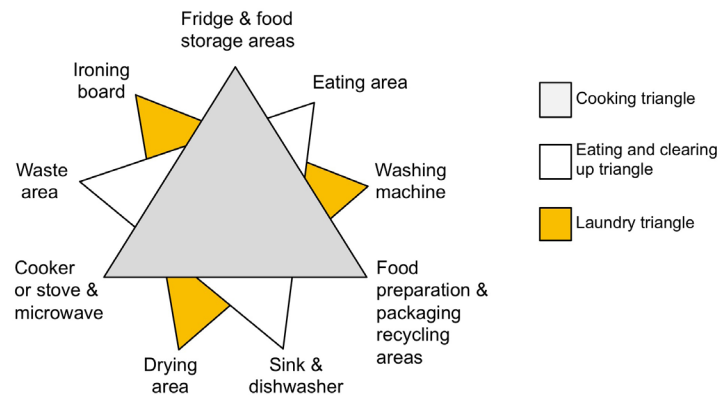 Fridge & food
storage areas
Ironing
board
Eating area
Cooking triangle
Eating and clearing
up triangle
Waste
area
Washing
machine
Laundry triangle
Cooker
or stove &
microwave
Food
preparation &
packaging
recycling
areas
Drying
area
Sink &
dishwasher